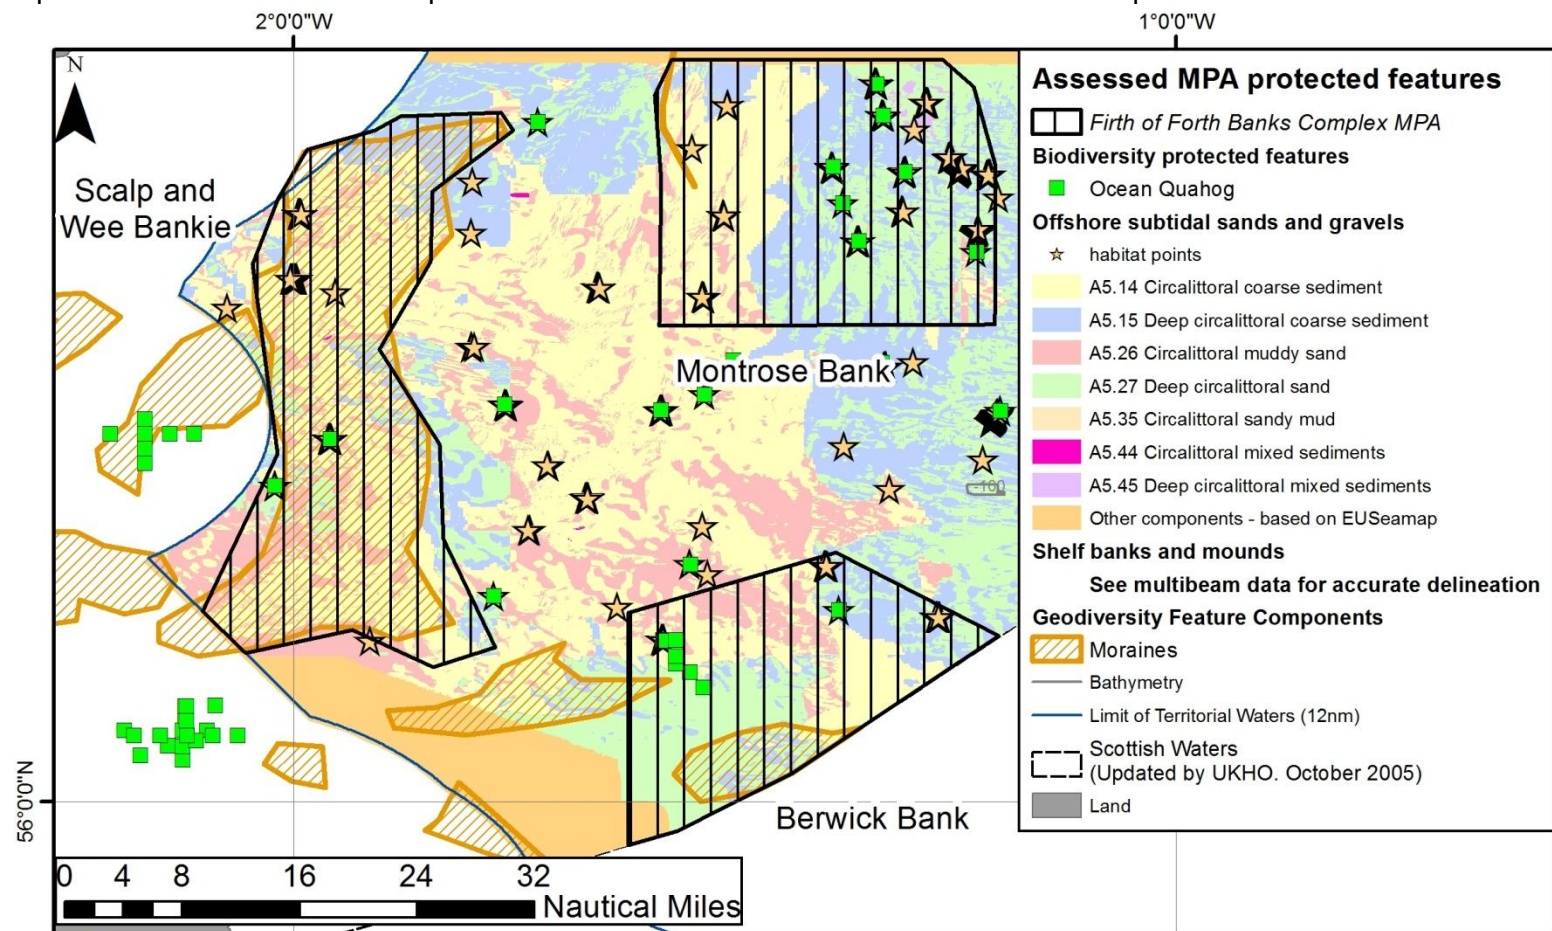 2°0'0"W
1°0'0"W
N
Scalp and
Wee Bankie
Montrose Bank
-100
Berwick Bank
56°0'0"N
0 4 8 16 24 32
Nautical Miles
Assessed MPA protected features
Firth of Forth Banks Complex MPA
Biodiversity protected features
Ocean Quahog
Offshore subtidal sands and gravels
habitat points
A5.14 Circalittoral coarse sediment
A5.15 Deep circalittoral coarse sediment
A5.26 Circalittoral muddy sand
A5.27 Deep circalittoral sand
A5.35 Circalittoral sandy mud
A5.44 Circalittoral mixed sediments
A5.45 Deep circalittoral mixed sediments
Other components - based on EUSeamap
Shelf banks and mounds
See multibeam data for accurate delineation
Geodiversity Feature Components
Moraines
Bathymetry
Limit of Territorial Waters (12nm)
Scottish Waters
(Updated by UKHO. October 2005)
Land